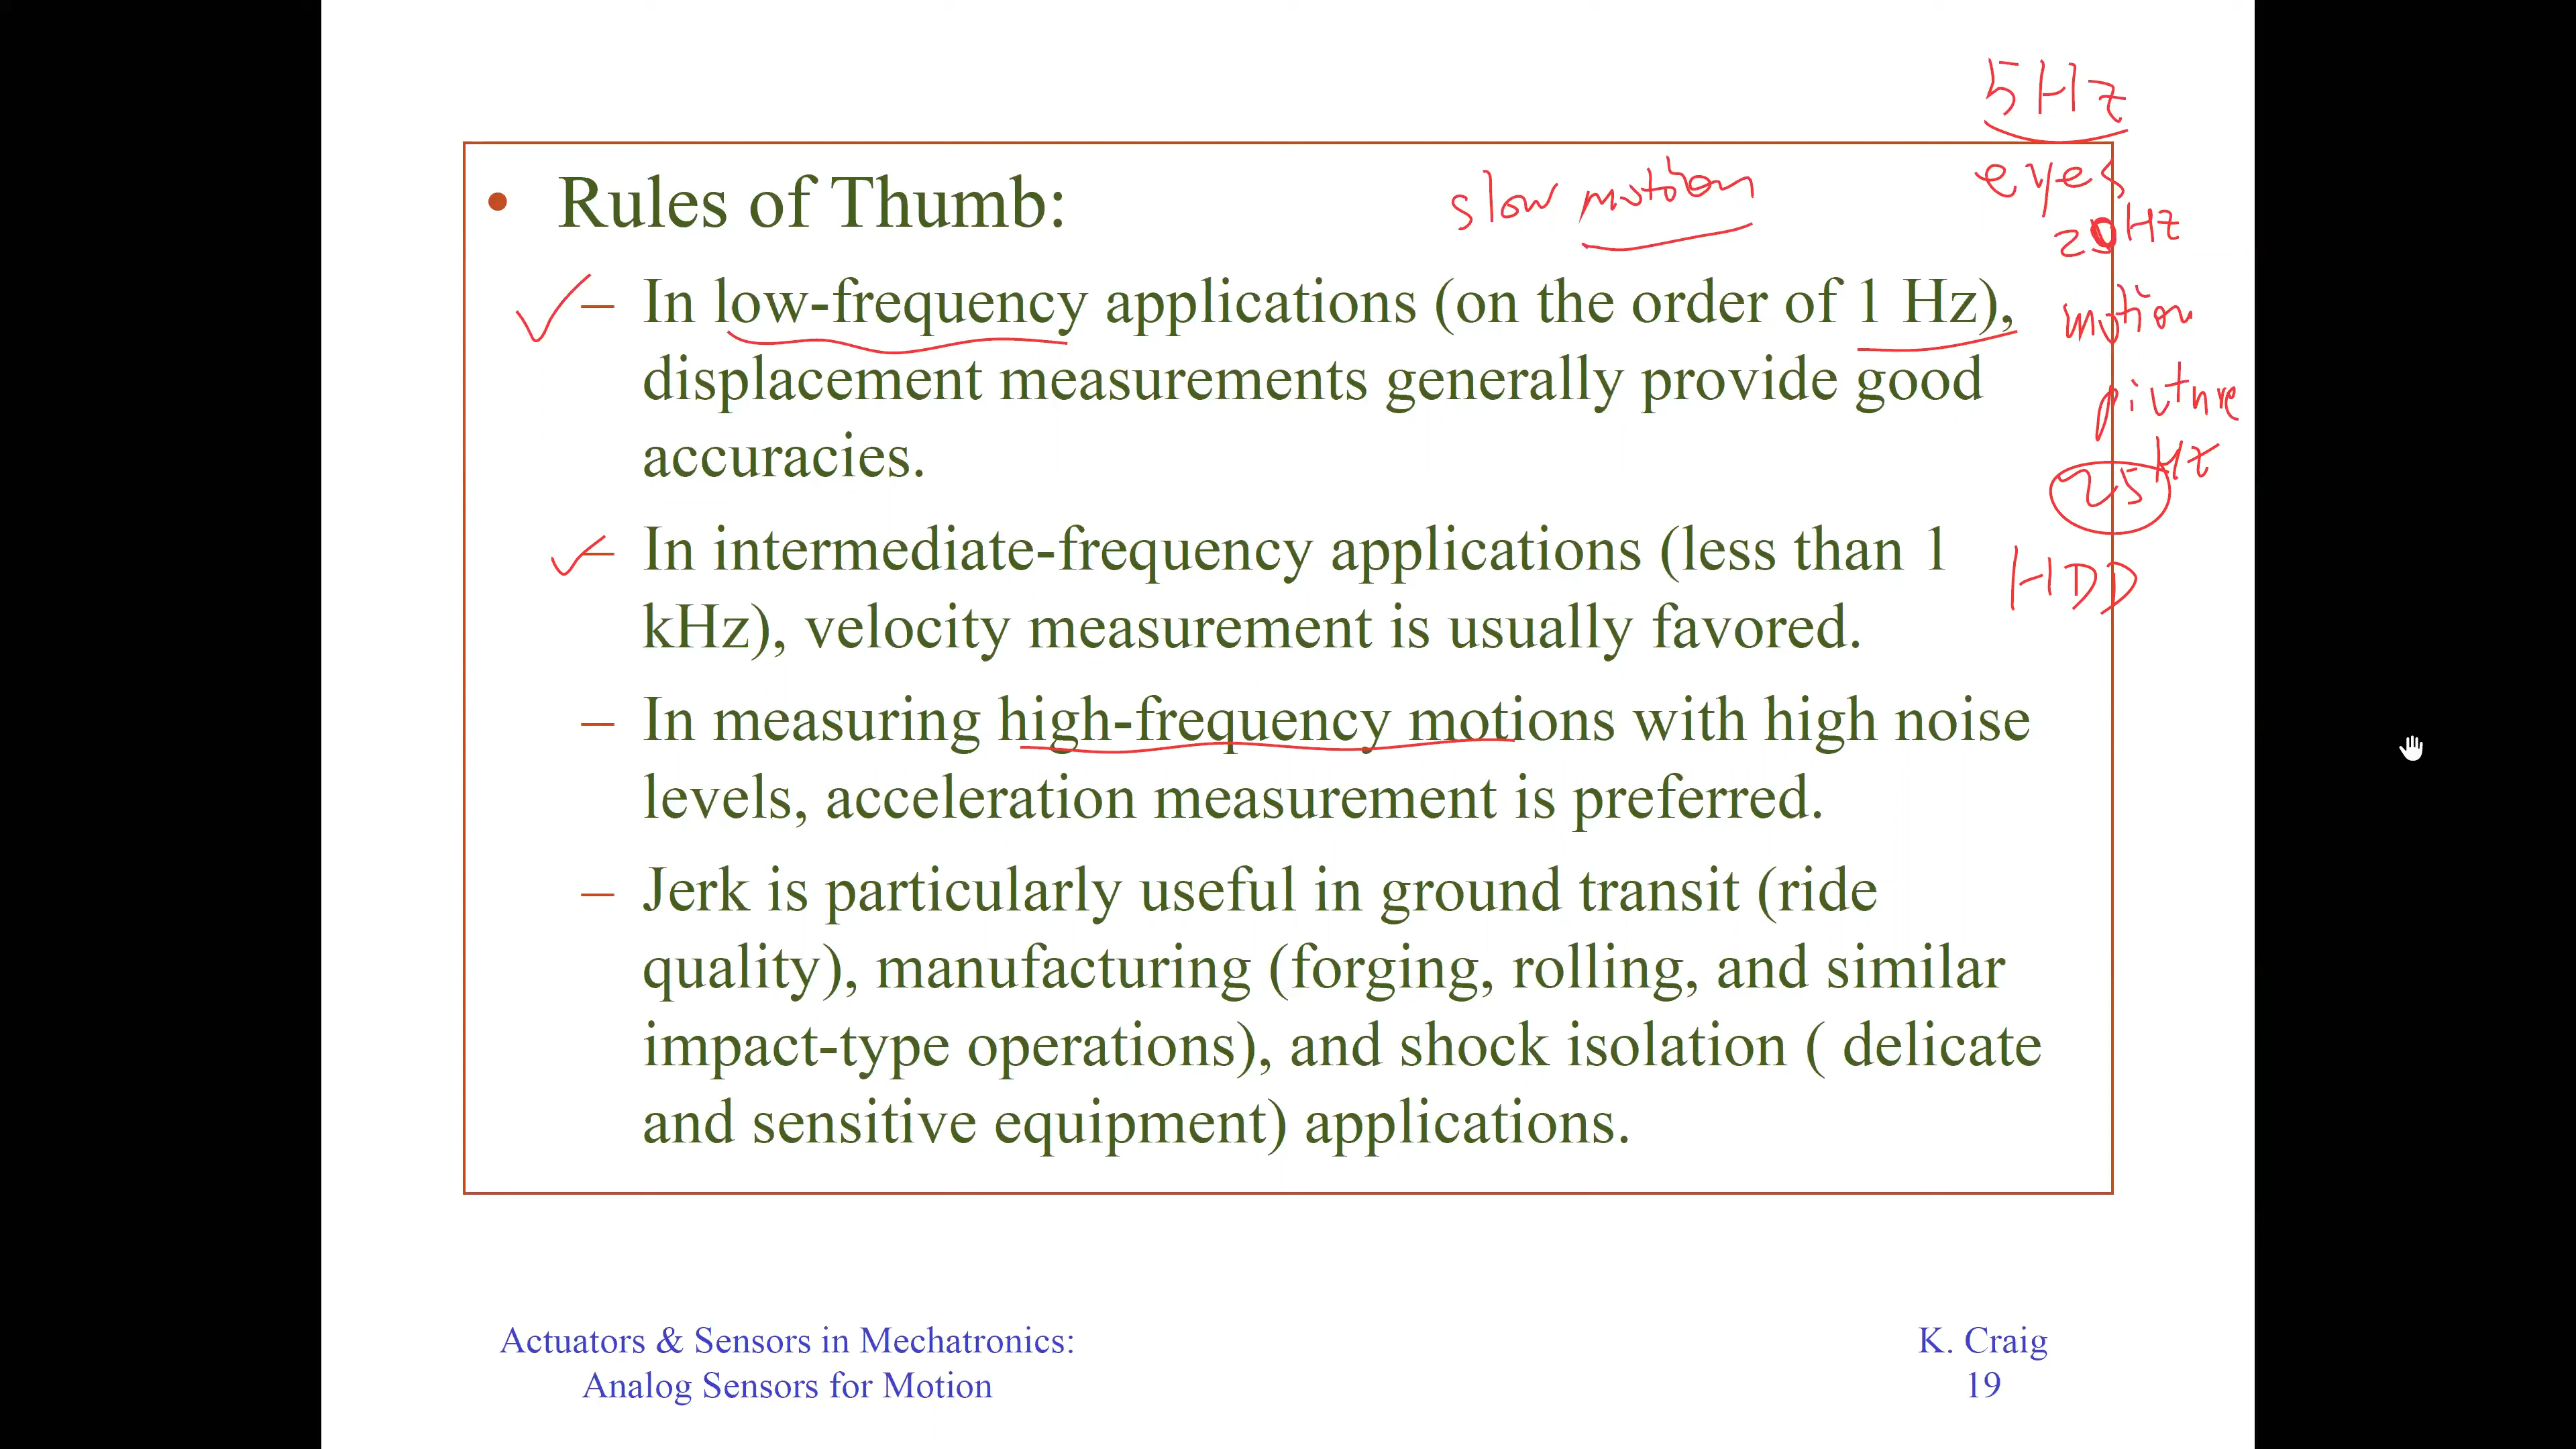 5Hz
eyes
20Hz
motion
picture
25 Hz
HDD
slow motion
• Rules of Thumb:
– In low-frequency applications (on the order of 1 Hz),
displacement measurements generally provide good
accuracies.
– In intermediate-frequency applications (less than 1
kHz), velocity measurement is usually favored.
– In measuring high-frequency motions with high noise
levels, acceleration measurement is preferred.
– Jerk is particularly useful in ground transit (ride
quality), manufacturing (forging, rolling, and similar
impact-type operations), and shock isolation ( delicate
and sensitive equipment) applications.
Actuators & Sensors in Mechatronics:
Analog Sensors for Motion
K. Craig
19